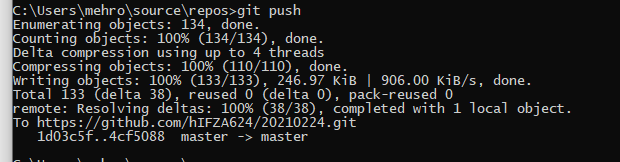 C:\Users\mehro\source\repos>git push
Enumerating objects: 134, done.
Counting objects: 100% (134/134), done.
Delta compression using up to 4 threads
Compressing objects: 100% (110/110), done.
Writing objects: 100% (133/133), 246.97 KiB | 906.00 KiB/s, done.
Total 133 (delta 38), reused 0 (delta 0), pack-reused 0
remote: Resolving deltas: 100% (38/38), completed with 1 local object.
To https://github.com/hIFZA624/20210224.git
   1d03c5f..4cf5088  master -> master